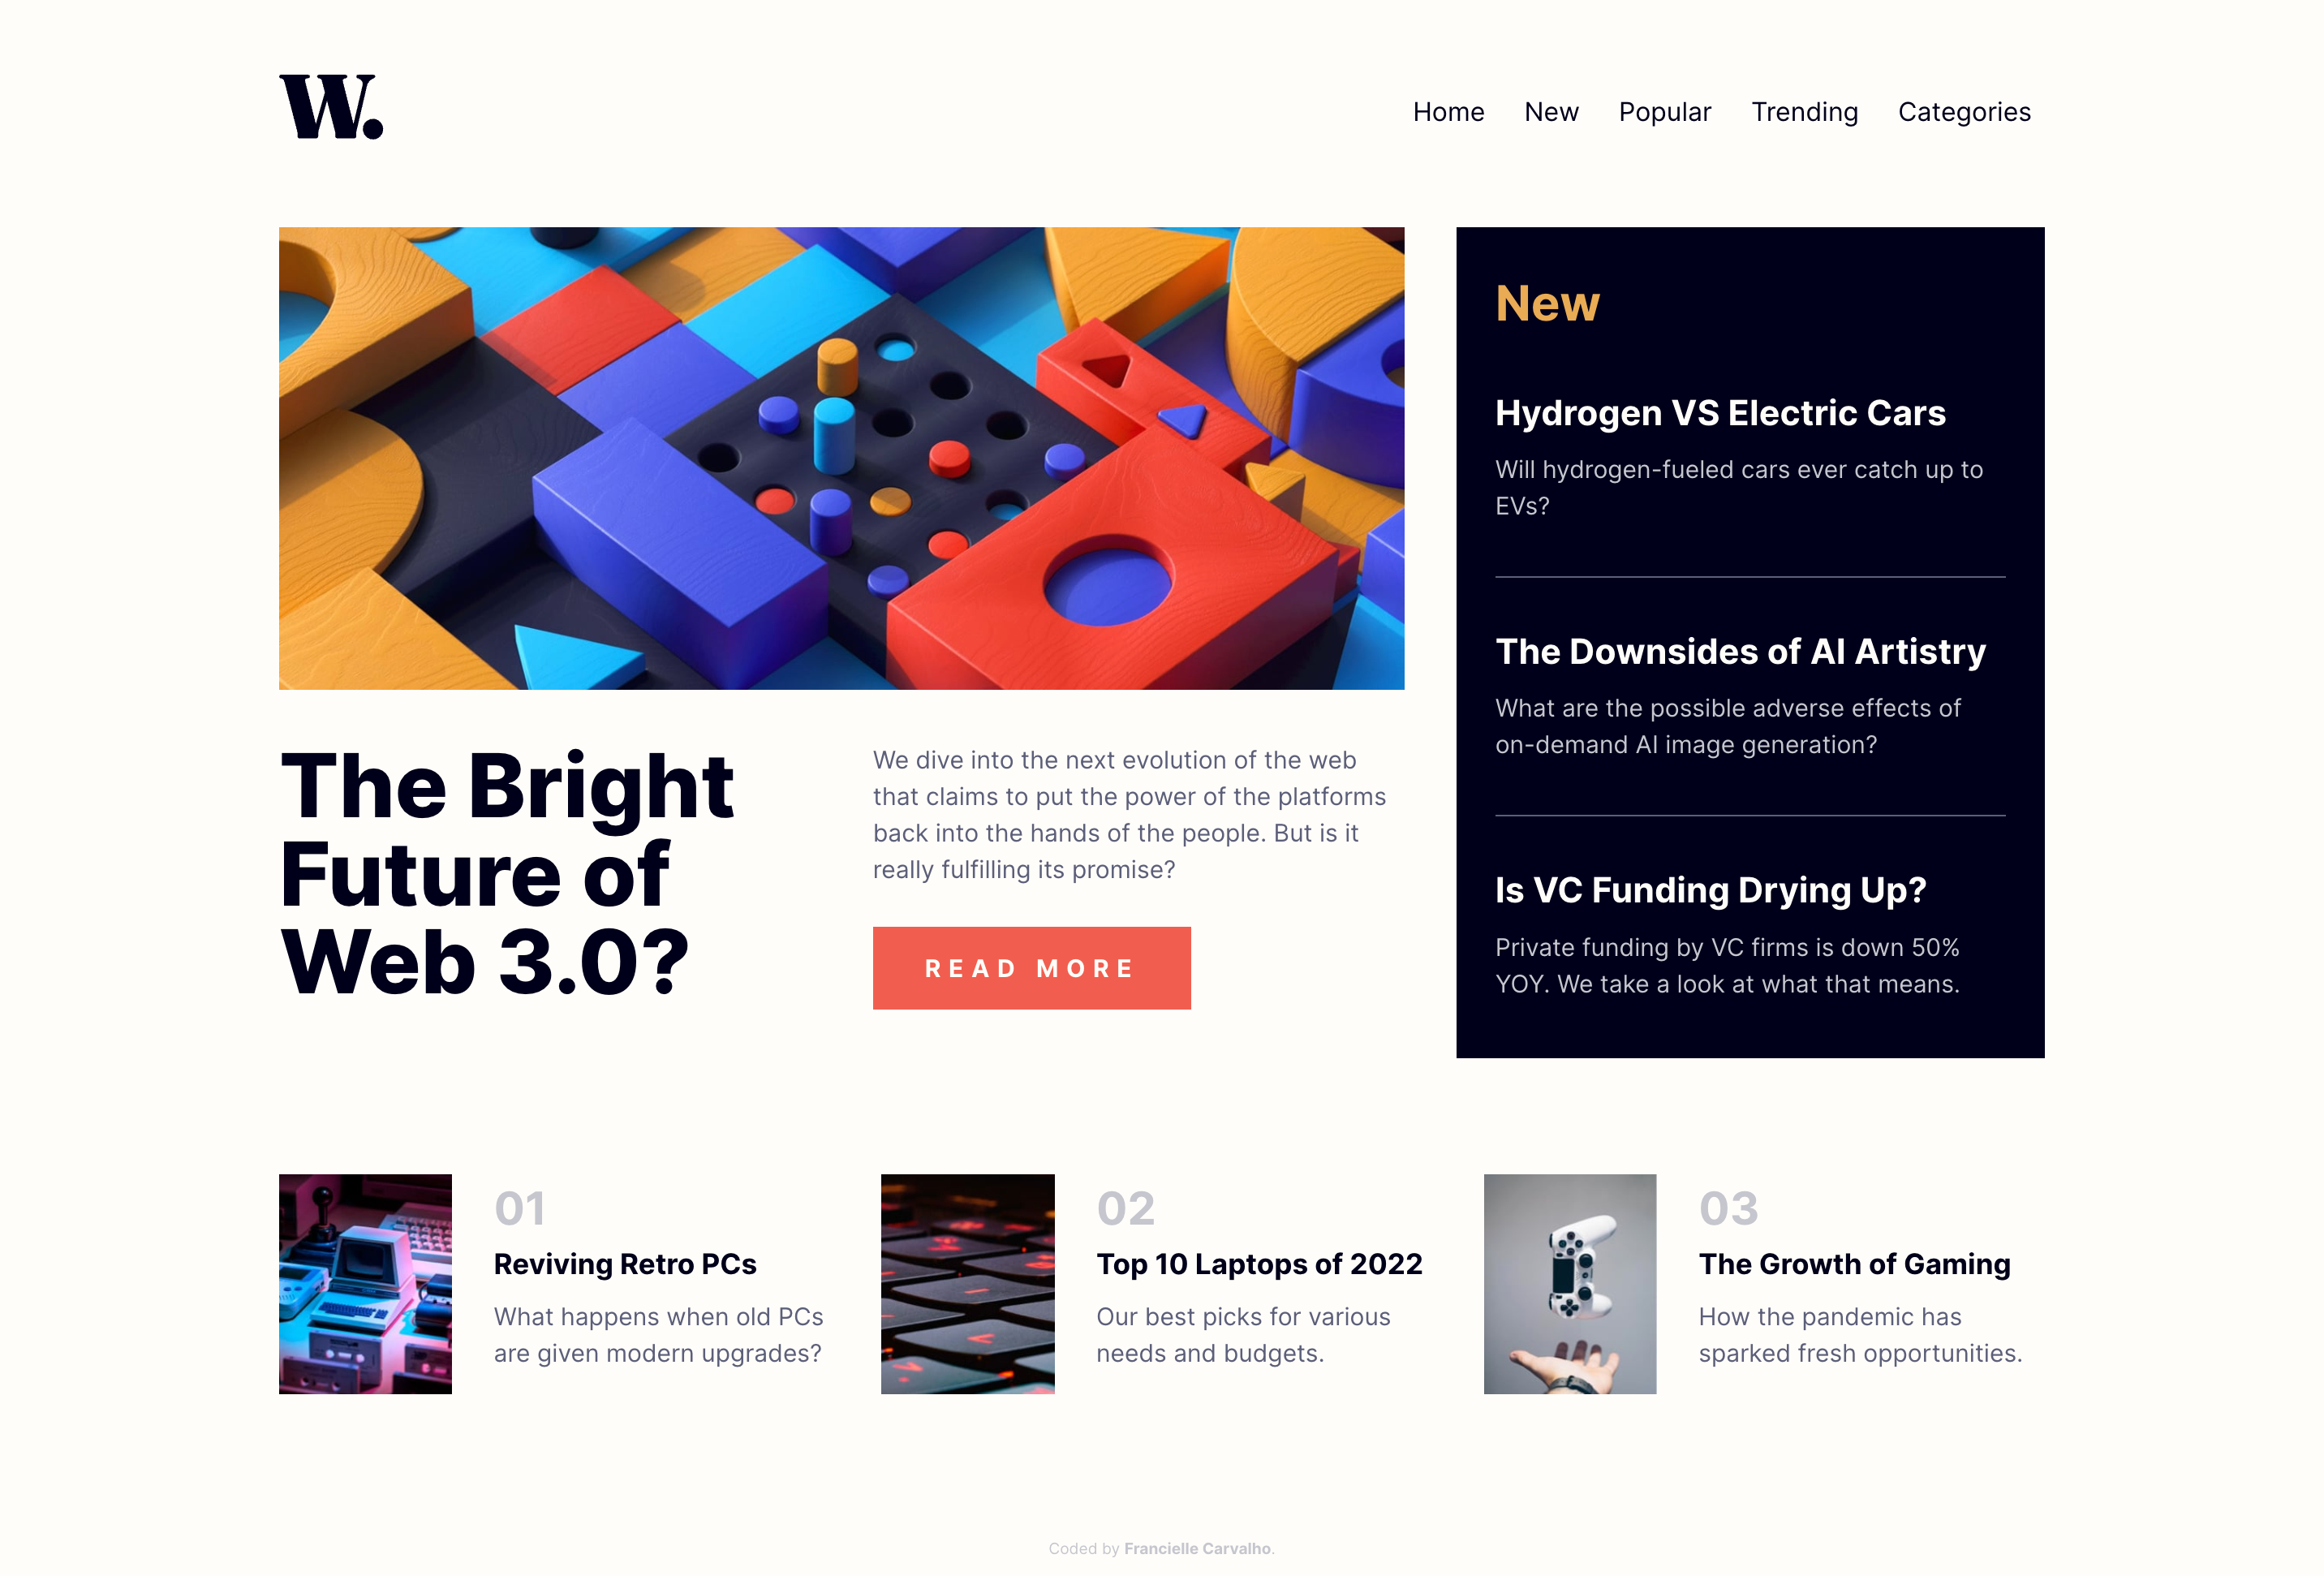 W.
Home New Popular Trending Categories
The Bright
Future of
Web 3.0?
We dive into the next evolution of the web
that claims to put the power of the platforms
back into the hands of the people. But is it
really fulfilling its promise?
READ MORE
New
Hydrogen VS Electric Cars
Will hydrogen-fueled cars ever catch up to
EVs?
The Downsides of AI Artistry
What are the possible adverse effects of
on-demand AI image generation?
Is VC Funding Drying Up?
Private funding by VC firms is down 50%
YOY. We take a look at what that means.
01
Reviving Retro PCs
What happens when old PCs
are given modern upgrades?
02
Top 10 Laptops of 2022
Our best picks for various
needs and budgets.
03
The Growth of Gaming
How the pandemic has
sparked fresh opportunities.
Coded by Francielle Carvalho.